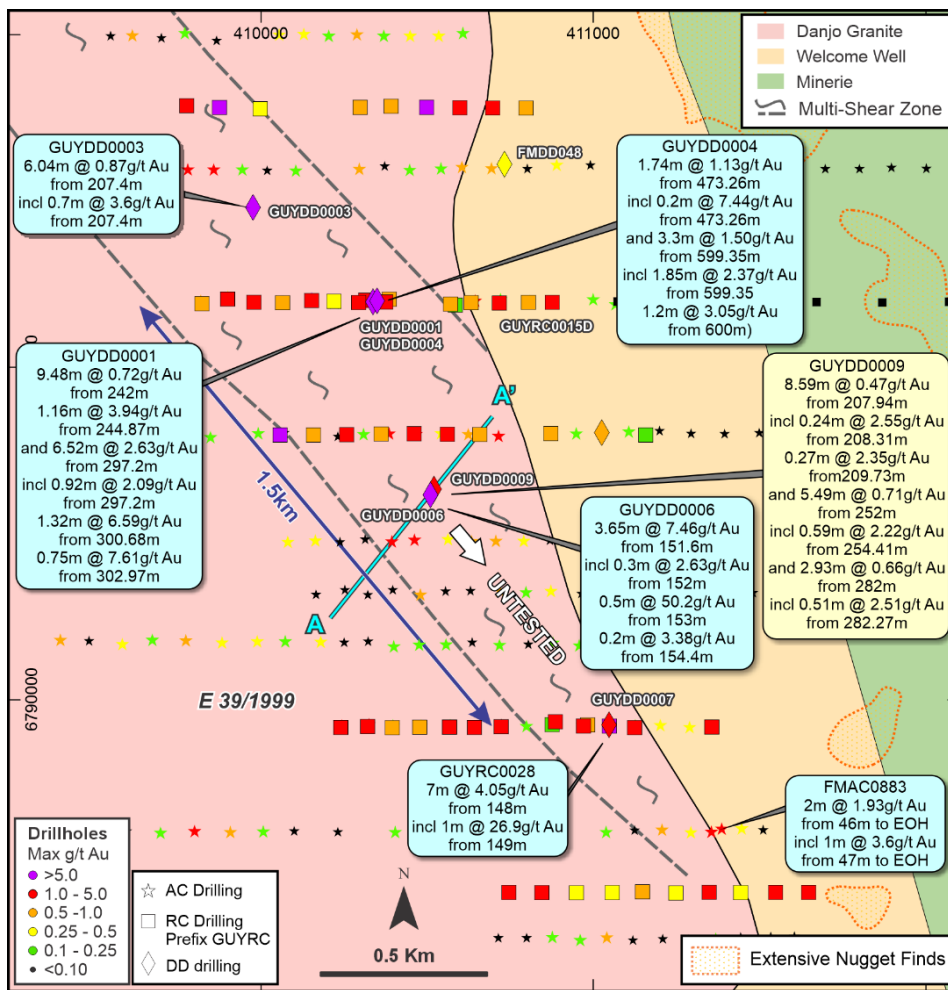 410000
411000
Danjo Granite
Welcome Well
Minerie
Multi-Shear Zone
GUYDD0003
6.04m @ 0.87g/t Au
from 207.4m
incl 0.7m @ 3.6g/t Au
from 207.4m
FMDD048
GUYDD0003
GUYDD0004
1.74m @ 1.13g/t Au
from 473.26m
incl 0.2m @ 7.44g/t Au
from 473.26m
and 3.3m @ 1.50g/t Au
from 599.35m
incl 1.85m @ 2.37g/t Au
from 599.35
1.2m @ 3.05g/t Au
from 600m)
GUYDD0001
GUYDD0004
GUYRC0015D
GUYDD0001
9.48m @ 0.72g/t Au
from 242m
1.16m @ 3.94g/t Au
from 244.87m
and 6.52m @ 2.63g/t Au
from 297.2m
incl 0.92m @ 2.09g/t Au
from 297.2m
1.32m @ 6.59g/t Au
from 300.68m
0.75m @ 7.61g/t Au
from 302.97m
GUYDD0009
8.59m @ 0.47g/t Au
from 207.94m
incl 0.24m @ 2.55g/t Au
from 208.31m
0.27m @ 2.35g/t Au
from209.73m
and 5.49m @ 0.71g/t Au
from 252m
incl 0.59m @ 2.22g/t Au
from 254.41m
and 2.93m @ 0.66g/t Au
from 282m
incl 0.51m @ 2.51g/t Au
from 282.27m
A'
1.5km
GUYDD0009
GUYDD0006
GUYDD0006
3.65m @ 7.46g/t Au
from 151.6m
incl 0.3m @ 2.63g/t Au
from 152m
0.5m @ 50.2g/t Au
from 153m
0.2m @ 3.38g/t Au
from 154.4m
UNTESTED
A
6790000
E 39/1999
GUYDD0007
GUYRC0028
7m @ 4.05g/t Au
from 148m
incl 1m @ 26.9g/t Au
from 149m
FMAC0883
2m @ 1.93g/t Au
from 46m to EOH
incl 1m @ 3.6g/t Au
from 47m to EOH
Drillholes
Max g/t Au
>5.0
1.0 - 5.0
0.5 -1.0
0.25 - 0.5
0.1 - 0.25
<0.10
AC Drilling
RC Drilling
Prefix GUYRC
DD drilling
N
0.5 Km
Extensive Nugget Finds